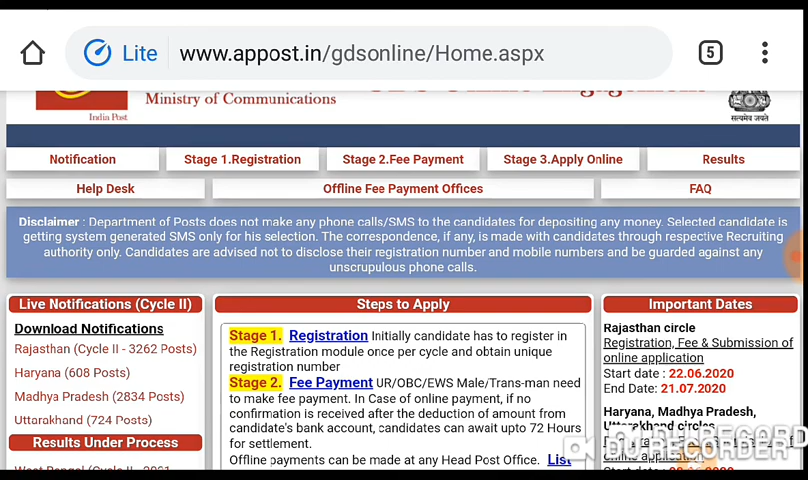 Lite www.appost.in/gdsonline/Home.aspx 5
India Post
Ministry of Communications
सत्यमेव जयते
Notification Stage 1.Registration Stage 2.Fee Payment Stage 3.Apply Online Results
Help Desk Offline Fee Payment Offices FAQ
Disclaimer : Department of Posts does not make any phone calls/SMS to the candidates for depositing any money. Selected candidate is
getting system generated SMS only for his selection. The correspondence, if any, is made with candidates through respective Recruiting
authority only. Candidates are advised not to disclose their registration number and mobile numbers and be guarded against any
unscrupulous phone calls.
Live Notifications (Cycle II)
Download Notifications
Rajasthan (Cycle II - 3262 Posts)
Haryana (608 Posts)
Madhya Pradesh (2834 Posts)
Uttarakhand (724 Posts)
Results Under Process
Steps to Apply
Stage 1. Registration Initially candidate has to register in
the Registration module once per cycle and obtain unique
registration number
Stage 2. Fee Payment UR/OBC/EWS Male/Trans-man need
to make fee payment. In Case of online payment, if no
confirmation is received after the deduction of amount from
candidate's bank account, candidates can await upto 72 Hours
for settlement.
Offline payments can be made at any Head Post Office. List
Important Dates
Rajasthan circle
Registration, Fee & Submission of
online application
Start date : 22.06.2020
End Date: 21.07.2020
Haryana, Madhya Pradesh,
Uttarakhand circles
online application
RECORDER